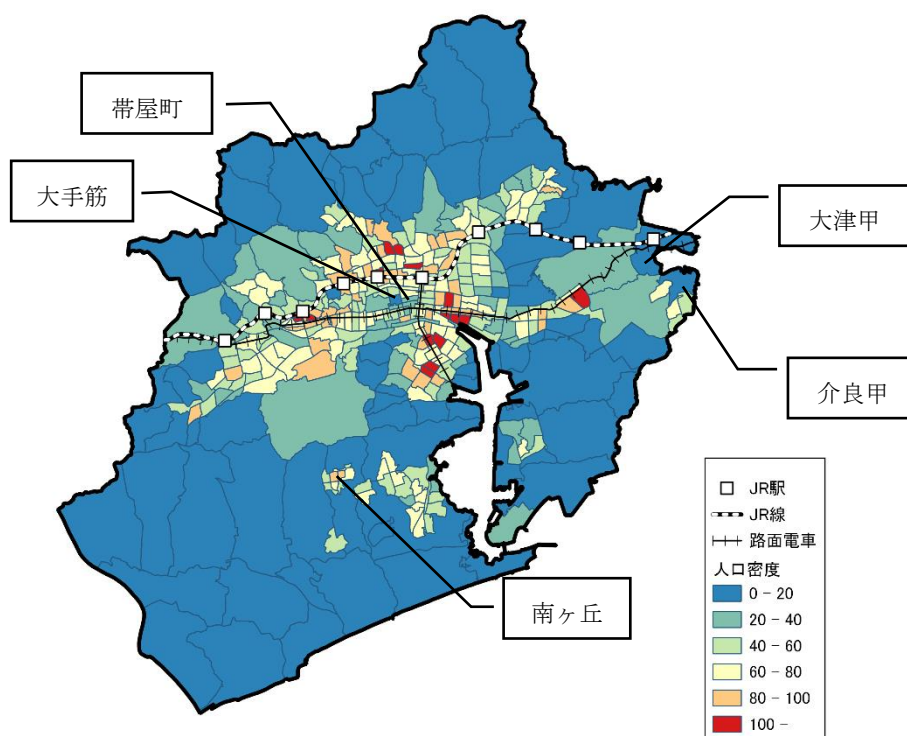 帯屋町
大手筋
大津甲
介良甲
南ヶ丘
JR駅
JR線
路面電車
人口密度
0 - 20
20 - 40
40 - 60
60 - 80
80 - 100
100 -